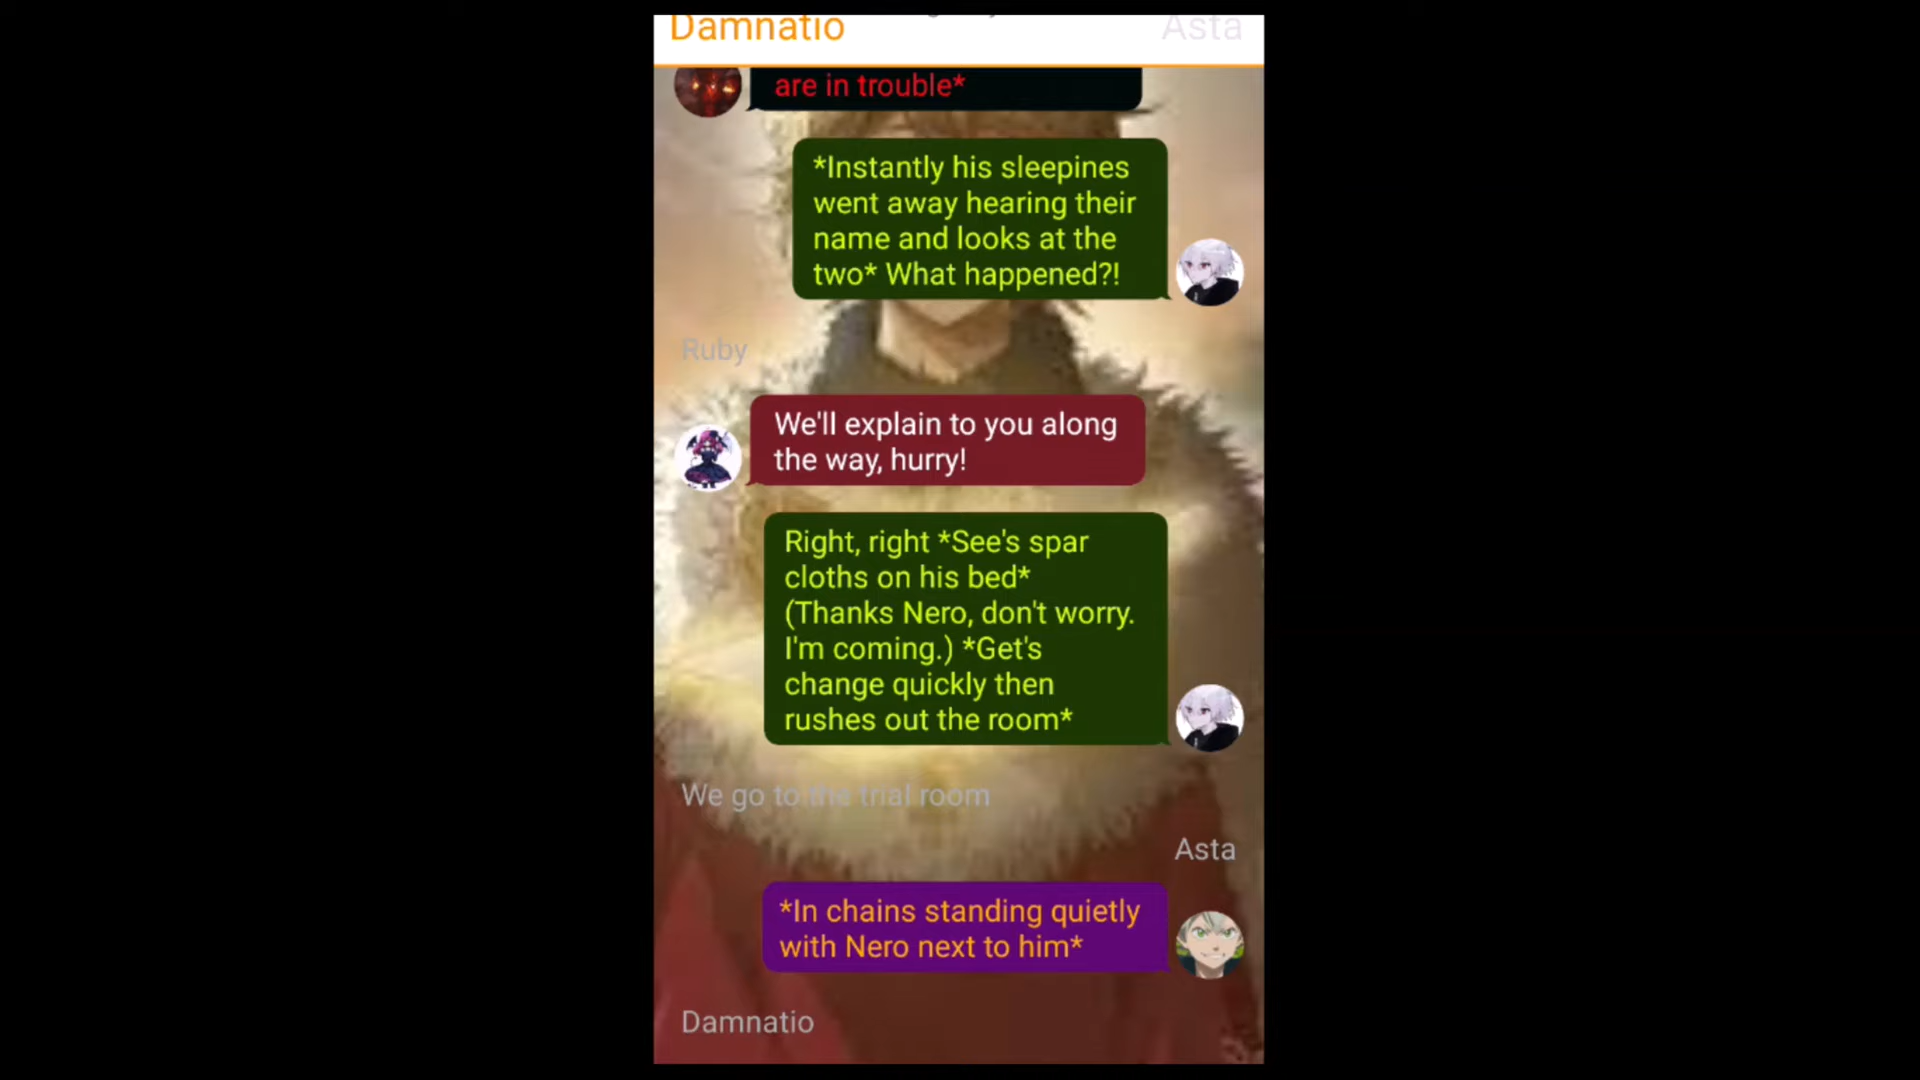 Damnatio
Asta
are in trouble*
*Instantly his sleepines
went away hearing their
name and looks at the
two* What happened?!
Ruby
We'll explain to you along
the way, hurry!
Right, right *See's spar
cloths on his bed*
(Thanks Nero, don't worry.
I'm coming.) *Get's
change quickly then
rushes out the room*
We go to the trial room
Asta
*In chains standing quietly
with Nero next to him*
Damnatio